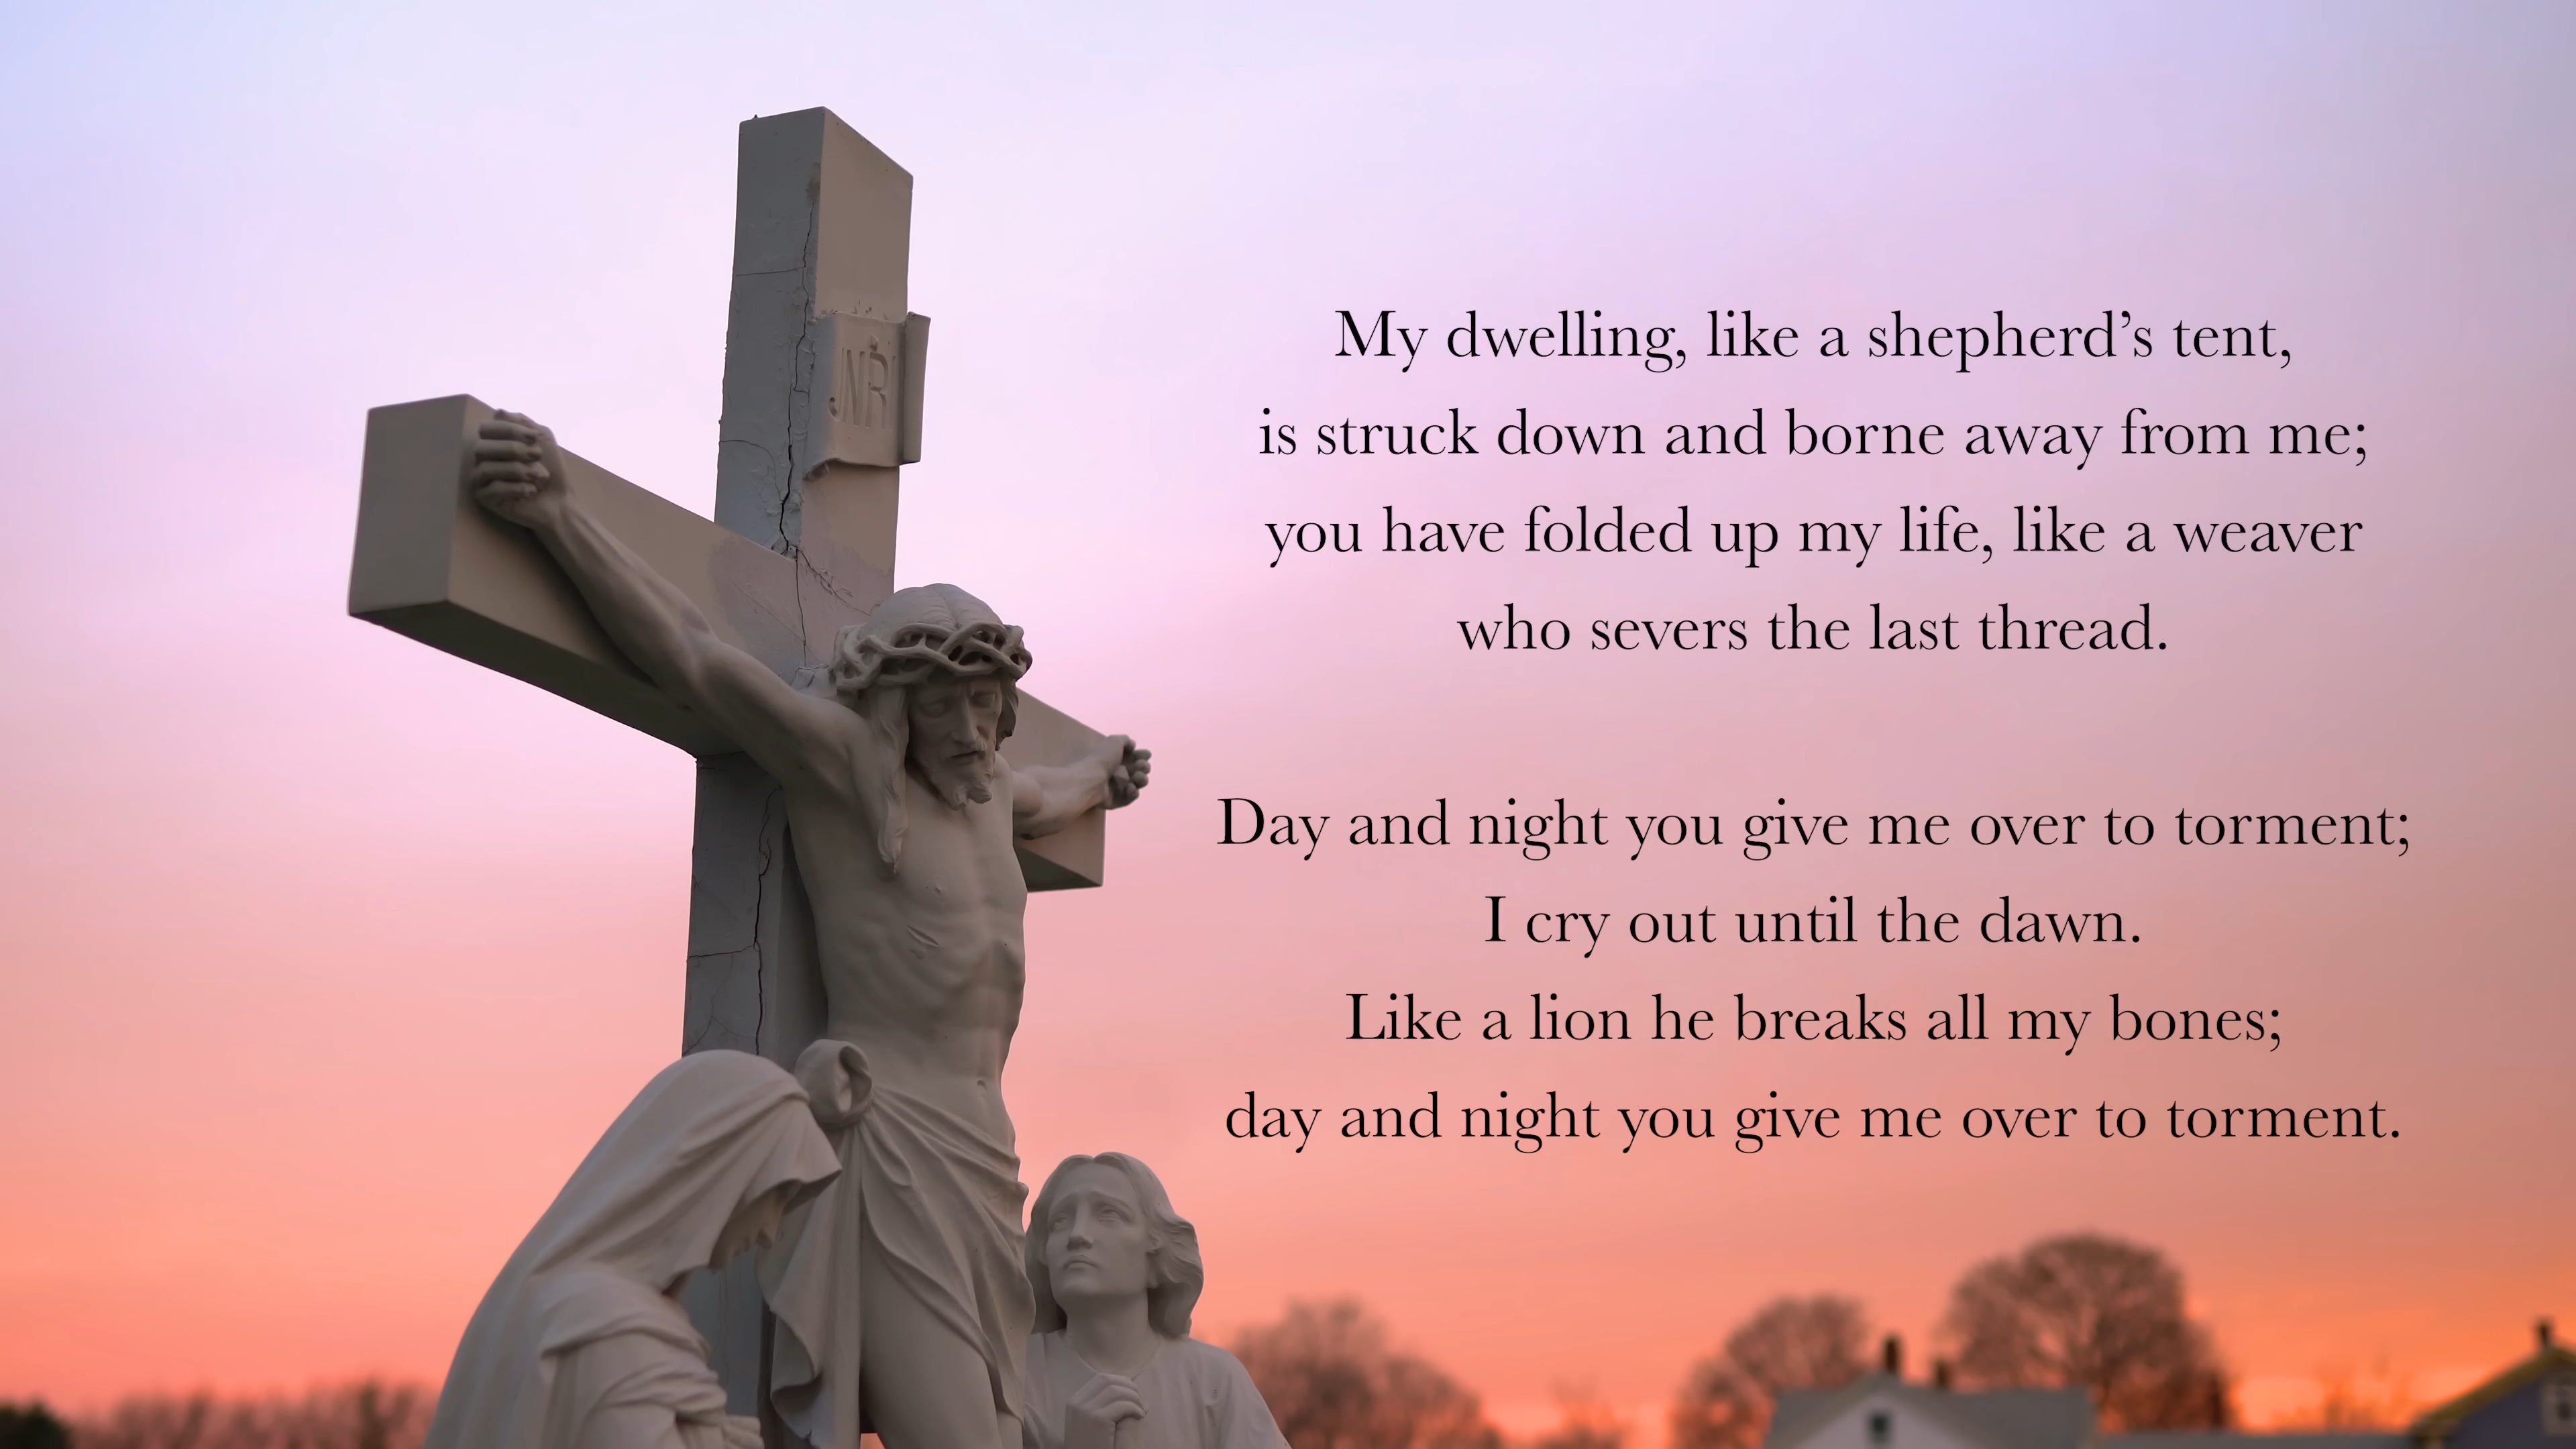 JNRI
My dwelling, like a shepherd’s tent,
is struck down and borne away from me;
you have folded up my life, like a weaver
who severs the last thread.
Day and night you give me over to torment;
I cry out until the dawn.
Like a lion he breaks all my bones;
day and night you give me over to torment.